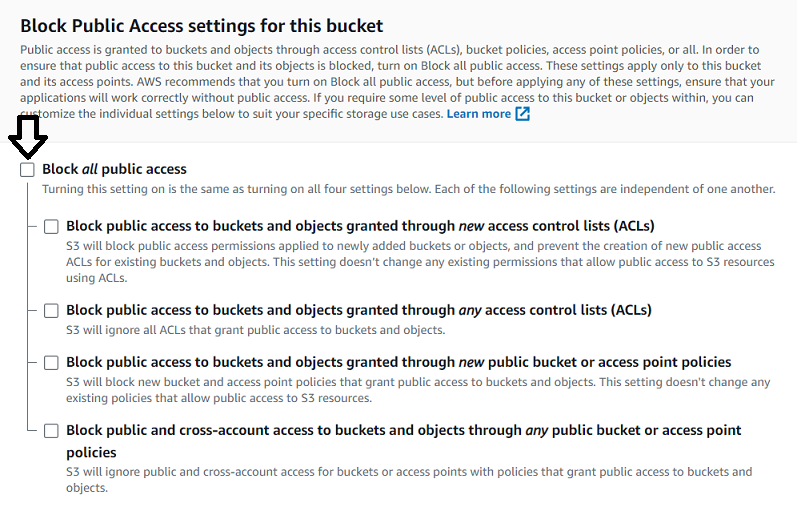 Block Public Access settings for this bucket
Public access is granted to buckets and objects through access control lists (ACLs), bucket policies, access point policies, or all. In order to
ensure that public access to this bucket and its objects is blocked, turn on Block all public access. These settings apply only to this bucket
and its access points. AWS recommends that you turn on Block all public access, but before applying any of these settings, ensure that your
applications will work correctly without public access. If you require some level of public access to this bucket or objects within, you can
customize the individual settings below to suit your specific storage use cases. Learn more
Block all public access
Turning this setting on is the same as turning on all four settings below. Each of the following settings are independent of one another.
Block public access to buckets and objects granted through new access control lists (ACLs)
S3 will block public access permissions applied to newly added buckets or objects, and prevent the creation of new public access
ACLs for existing buckets and objects. This setting doesn't change any existing permissions that allow public access to S3 resources
using ACLs.
Block public access to buckets and objects granted through any access control lists (ACLs)
S3 will ignore all ACLs that grant public access to buckets and objects.
Block public access to buckets and objects granted through new public bucket or access point policies
S3 will block new bucket and access point policies that grant public access to buckets and objects. This setting doesn't change any
existing policies that allow public access to S3 resources.
Block public and cross-account access to buckets and objects through any public bucket or access point
policies
S3 will ignore public and cross-account access for buckets or access points with policies that grant public access to buckets and
objects.